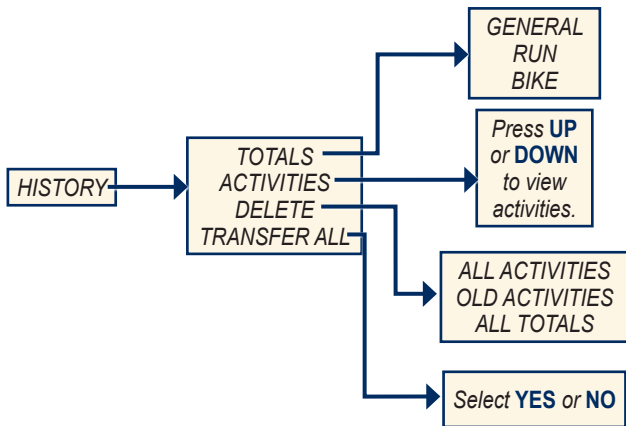 HISTORY
TOTALS
ACTIVITIES
DELETE
TRANSFER ALL
GENERAL
RUN
BIKE
Press UP
or DOWN
to view
activities.
ALL ACTIVITIES
OLD ACTIVITIES
ALL TOTALS
Select YES or NO